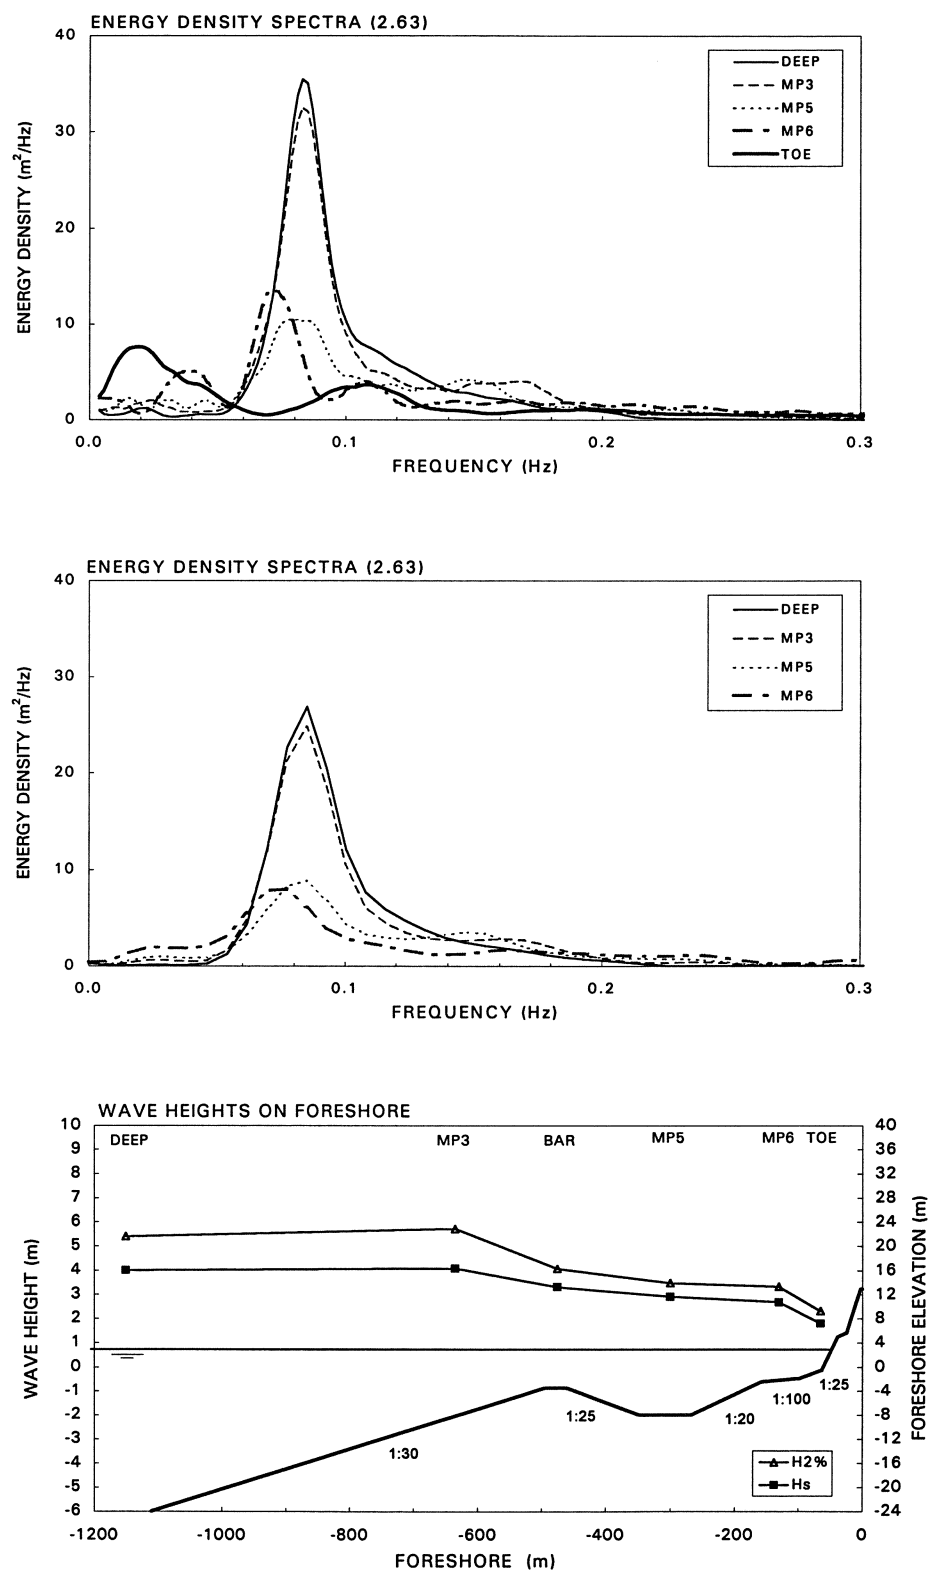 ENERGY DENSITY SPECTRA (2.63)
40
30
20
10
0
ENERGY DENSITY (m²/Hz)
DEEP
MP3
MP5
MP6
TOE
0.0 0.1 0.2 0.3
FREQUENCY (Hz)
ENERGY DENSITY SPECTRA (2.63)
40
30
20
10
0
ENERGY DENSITY (m²/Hz)
DEEP
MP3
MP5
MP6
0.0 0.1 0.2 0.3
FREQUENCY (Hz)
WAVE HEIGHTS ON FORESHORE
DEEP MP3 BAR MP5 MP6 TOE
10 40
9 36
8 32
7 28
6 24
5 20
4 16
3 12
2 8
1 4
0 0
-1 -4
-2 -8
-3 -12
-4 -16
-5 -20
-6 -24
WAVE HEIGHT (m)
FORESHORE ELEVATION (m)
1:30
1:25
1:20
1:100
1:25
H2%
Hs
-1200 -1000 -800 -600 -400 -200 0
FORESHORE (m)